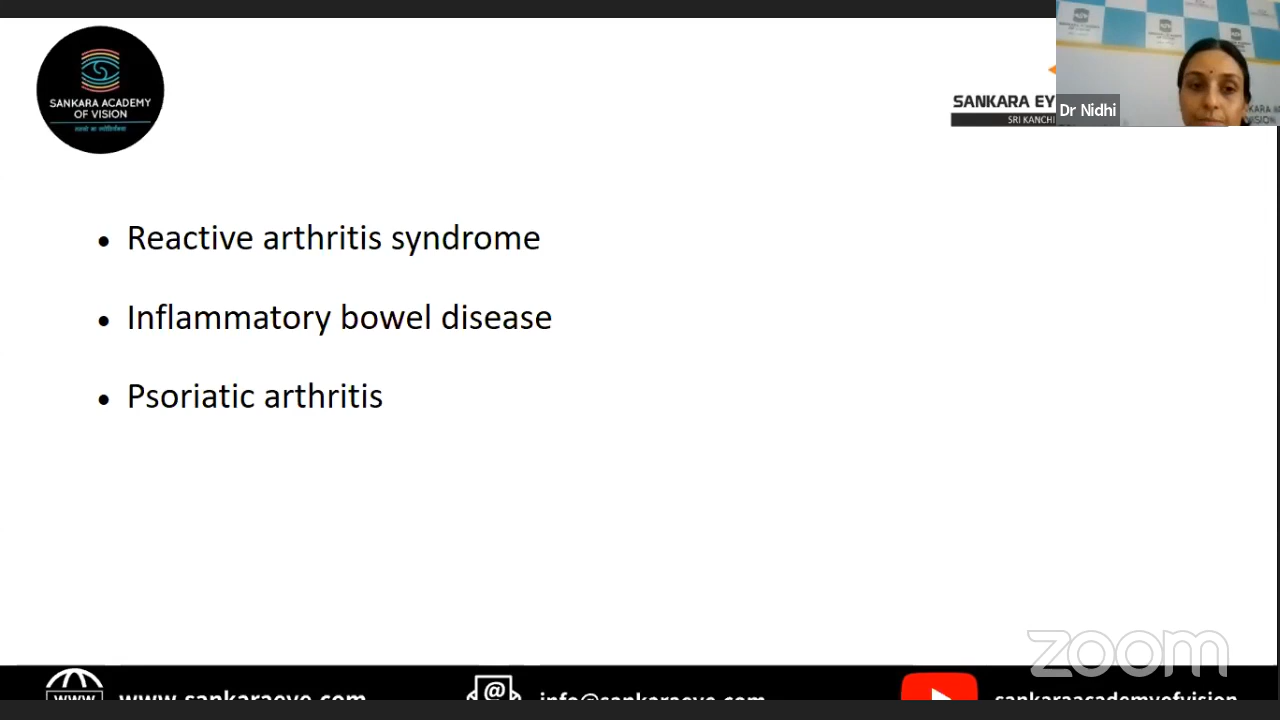 SANKARA ACADEMY
OF VISION
SANKARA EY
SRI KANCHI
Dr Nidhi
• Reactive arthritis syndrome
• Inflammatory bowel disease
• Psoriatic arthritis
zoom
www
www.sankaraeye.com
@
info@sankaraeye.com
sankaraacademyofvision